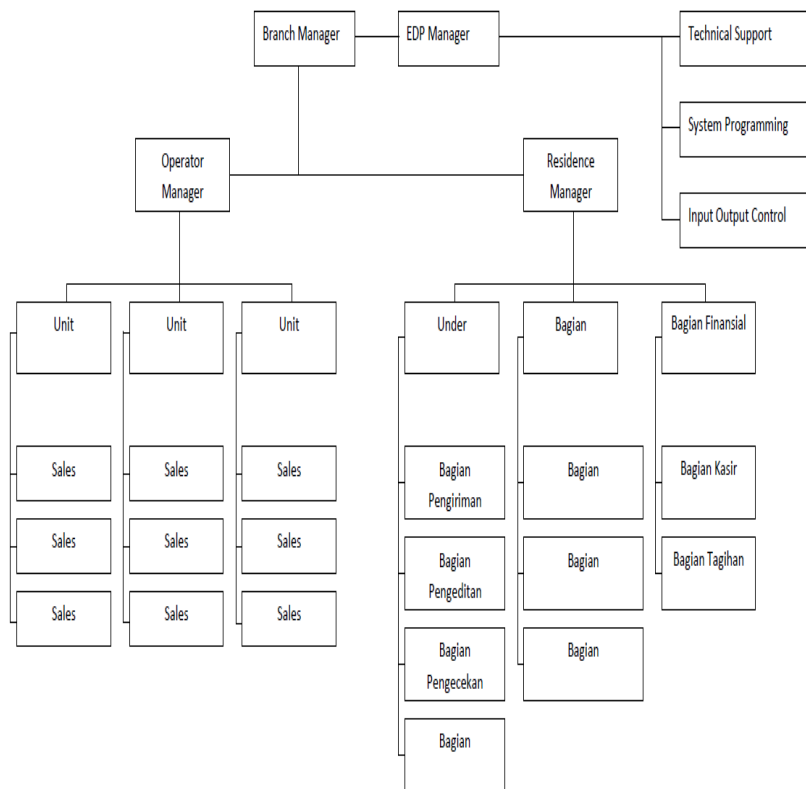 Branch Manager
EDP Manager
Technical Support
System Programming
Input Output Control
Operator
Manager
Residence
Manager
Unit
Unit
Unit
Under
Bagian
Bagian Finansial
Sales
Sales
Sales
Bagian
Pengiriman
Bagian
Bagian Kasir
Sales
Sales
Sales
Bagian
Pengeditan
Bagian
Bagian Tagihan
Sales
Sales
Sales
Bagian
Pengecekan
Bagian
Bagian